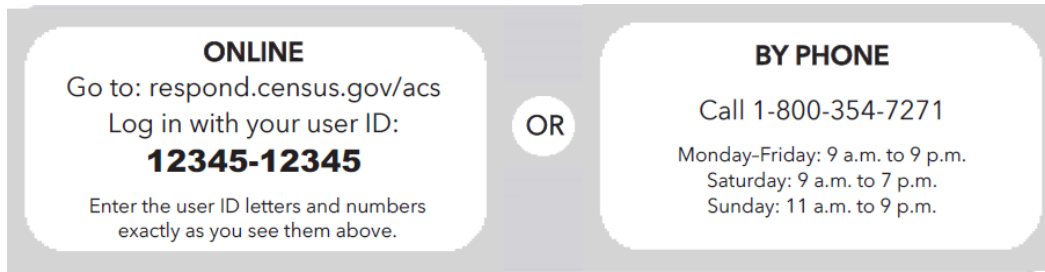 ONLINE
Go to: respond.census.gov/acs
Log in with your user ID:
12345-12345
Enter the user ID letters and numbers
exactly as you see them above.
OR
BY PHONE
Call 1-800-354-7271
Monday–Friday: 9 a.m. to 9 p.m.
Saturday: 9 a.m. to 7 p.m.
Sunday: 11 a.m. to 9 p.m.